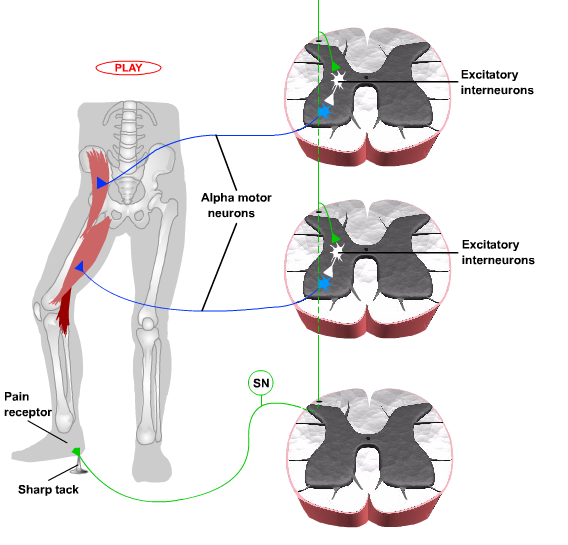 PLAY
Excitatory
interneurons
Alpha motor
neurons
Excitatory
interneurons
SN
Pain
receptor
Sharp tack